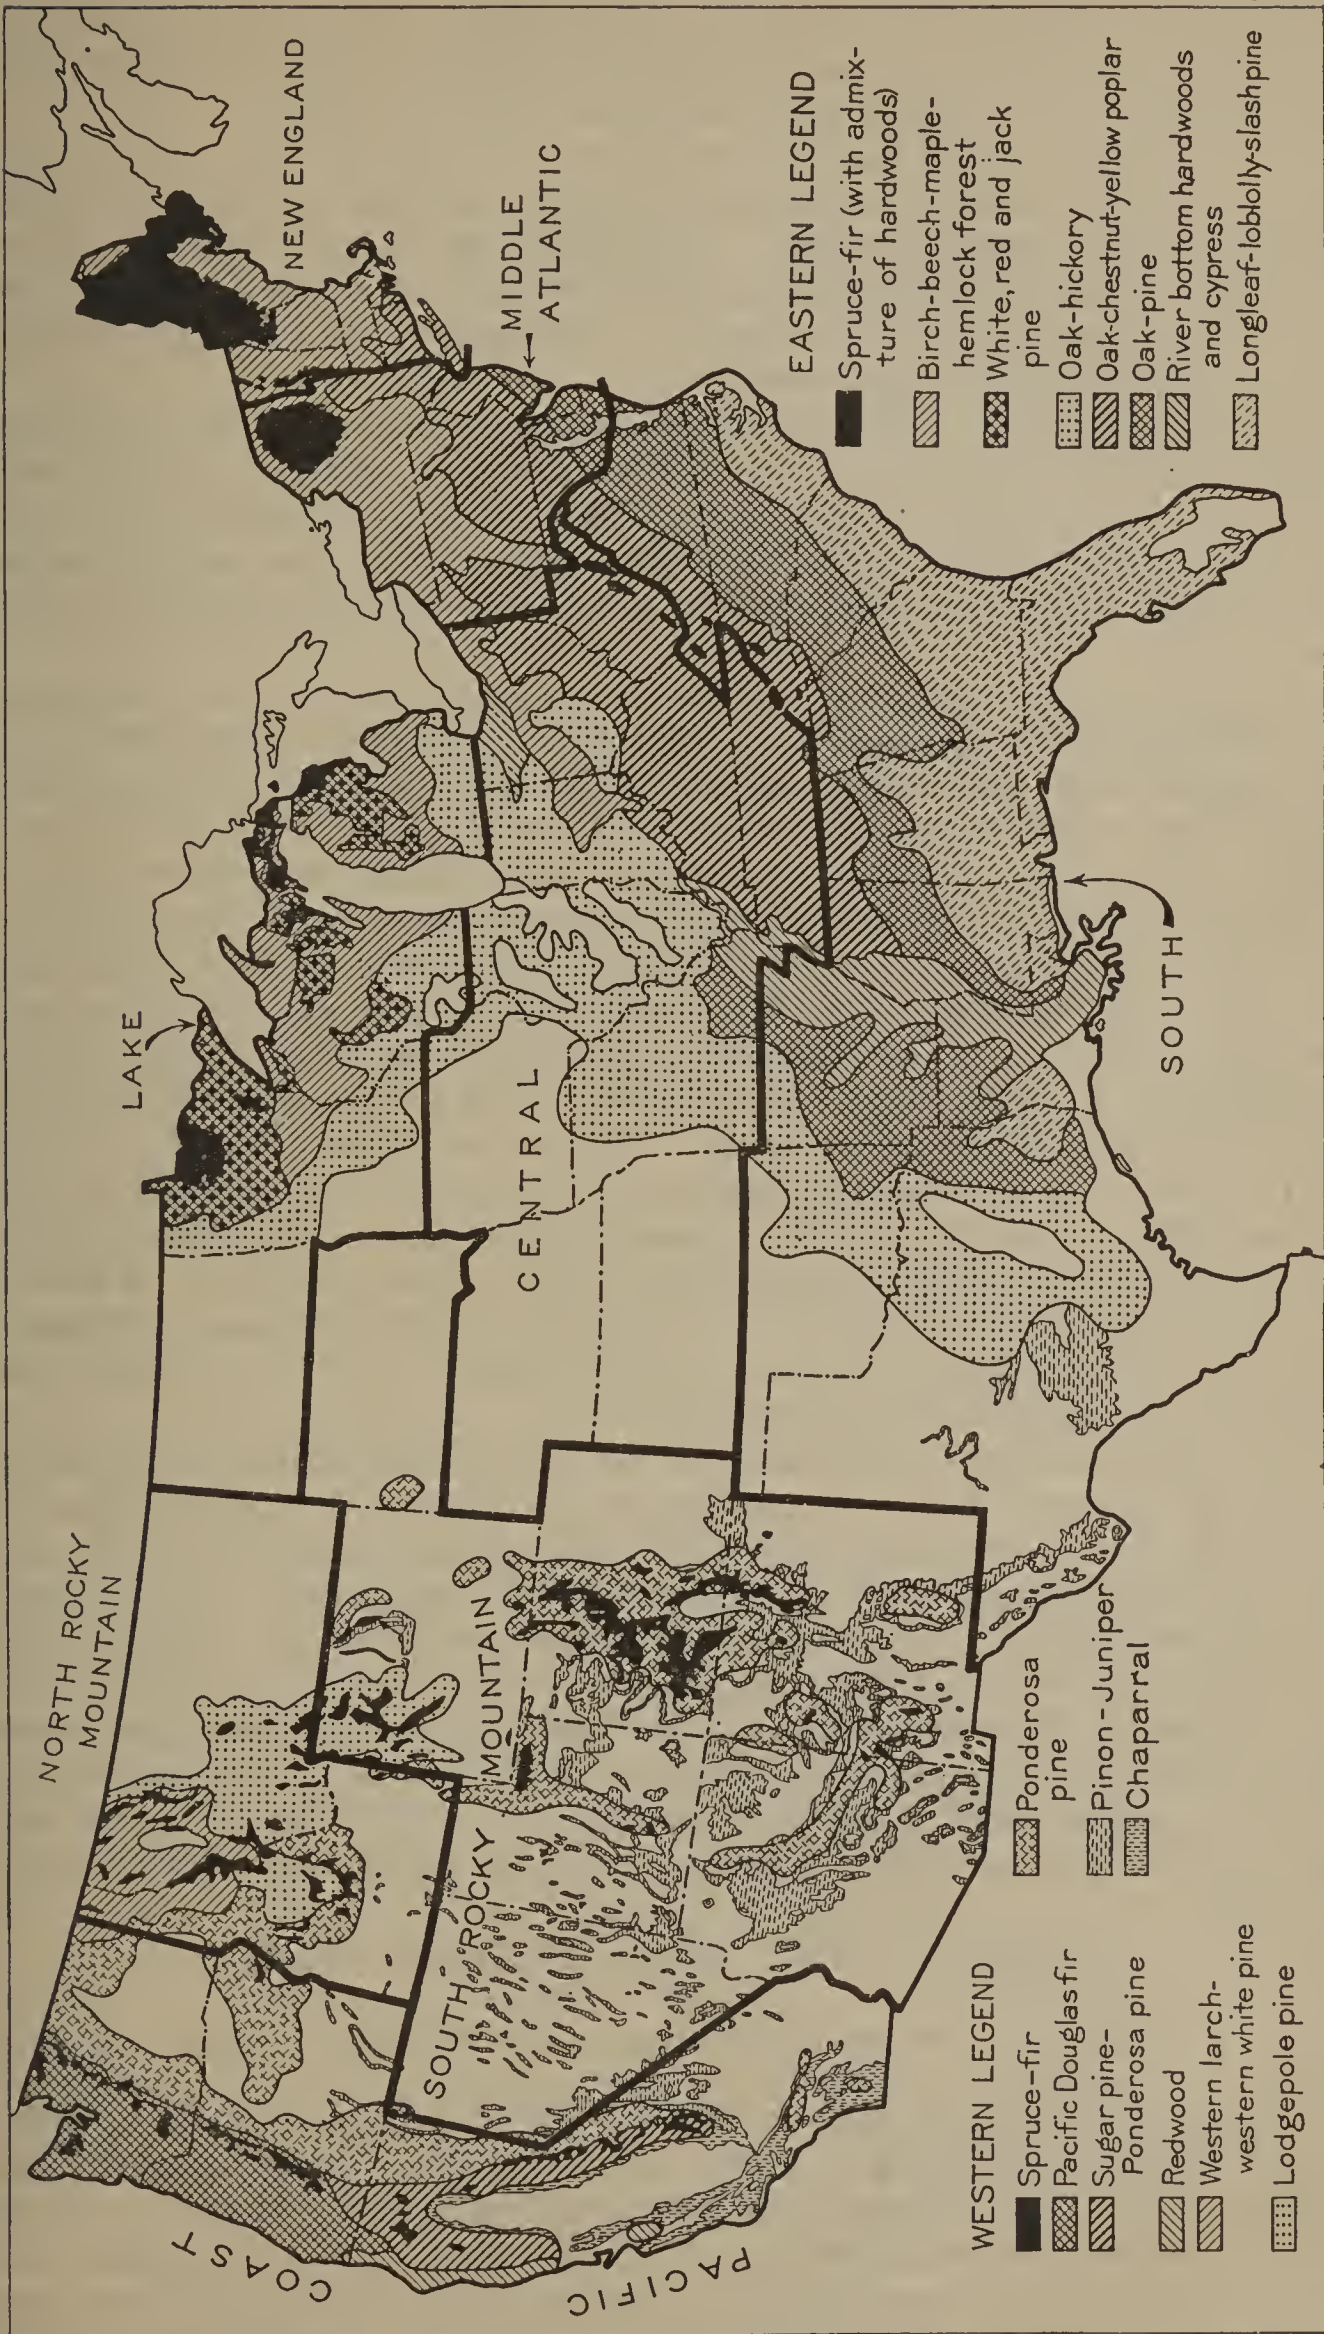 NORTH ROCKY
MOUNTAIN
LAKE
NEW ENGLAND
MIDDLE
ATLANTIC
CENTRAL
SOUTH ROCKY MOUNTAIN
PACIFIC COAST
SOUTH
WESTERN LEGEND
Spruce-fir
Pacific Douglas fir
Sugar pine-
Ponderosa pine
Redwood
Western larch-
western white pine
Lodgepole pine
Ponderosa
pine
Pinon-Juniper
Chaparral
EASTERN LEGEND
Spruce-fir (with admix-
ture of hardwoods)
Birch-beech-maple-
hemlock forest
White, red and jack
pine
Oak-hickory
Oak-chestnut-yellow poplar
Oak-pine
River bottom hardwoods
and cypress
Longleaf-loblolly-slash pine